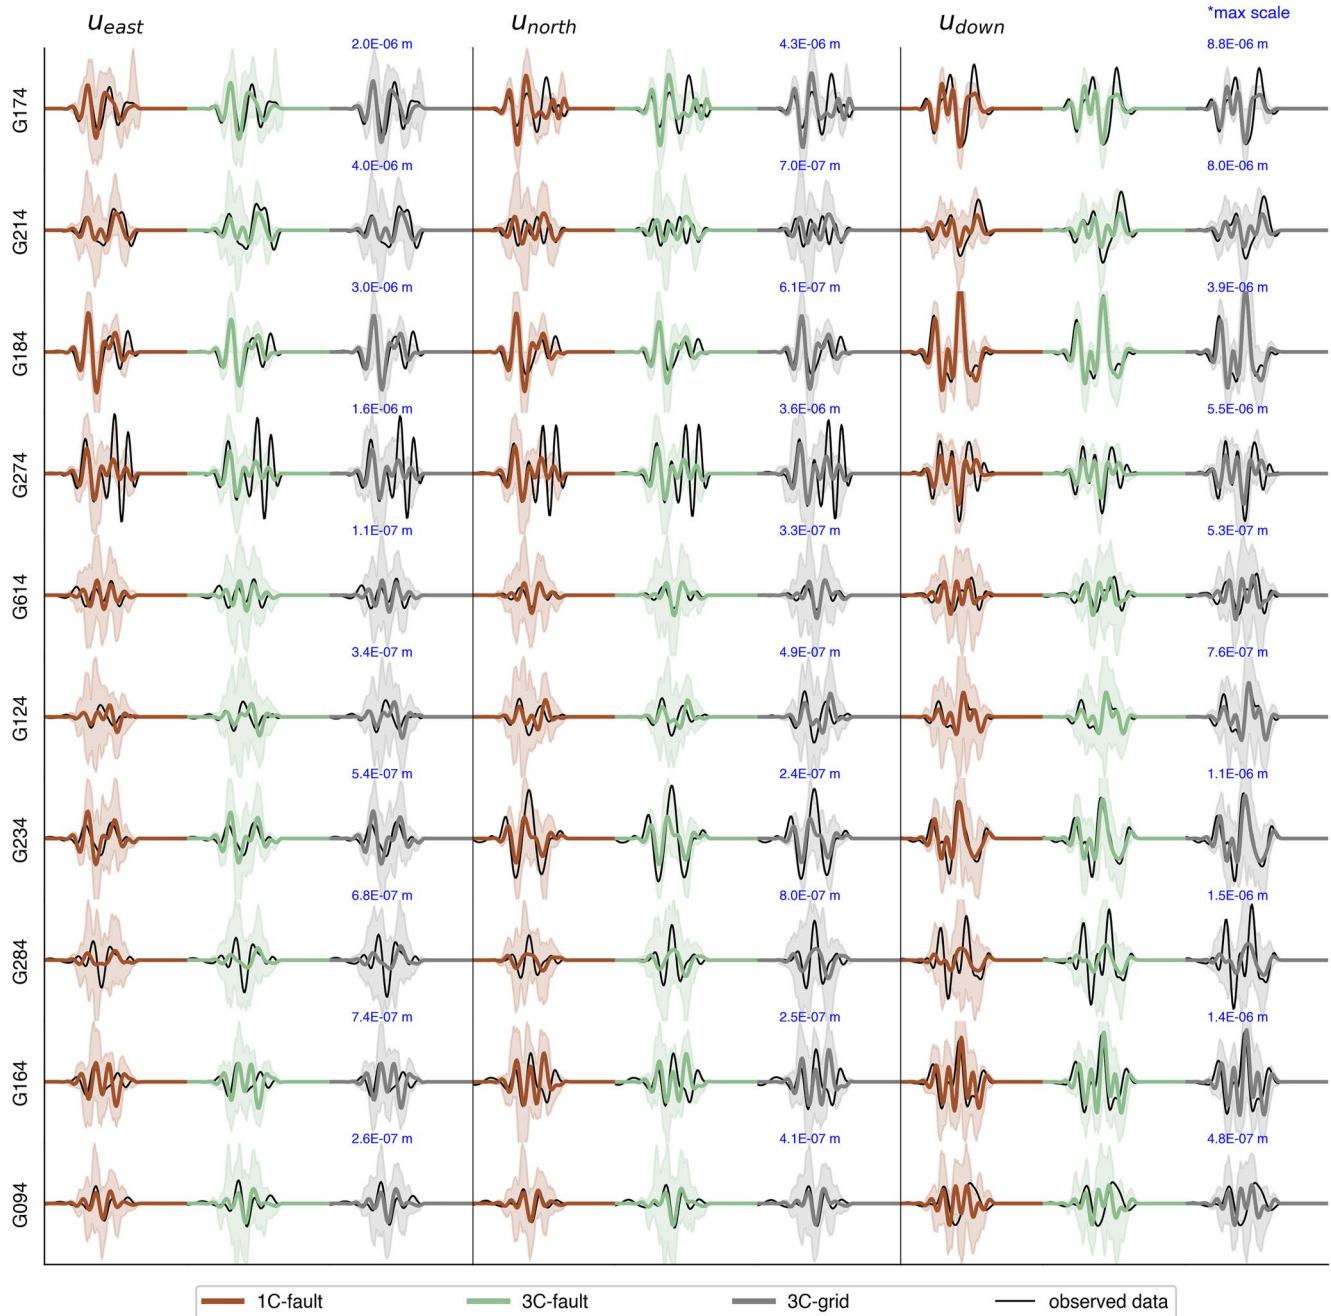 u_east u_north u_down *max scale
2.0E-06 m 4.3E-06 m 8.8E-06 m
G174
4.0E-06 m 7.0E-07 m 8.0E-06 m
G214
3.0E-06 m 6.1E-07 m 3.9E-06 m
G184
1.6E-06 m 3.6E-06 m 5.5E-06 m
G274
1.1E-07 m 3.3E-07 m 5.3E-07 m
G614
3.4E-07 m 4.9E-07 m 7.6E-07 m
G124
5.4E-07 m 2.4E-07 m 1.1E-06 m
G234
6.8E-07 m 8.0E-07 m 1.5E-06 m
G284
7.4E-07 m 2.5E-07 m 1.4E-06 m
G164
2.6E-07 m 4.1E-07 m 4.8E-07 m
G094
1C-fault 3C-fault 3C-grid observed data